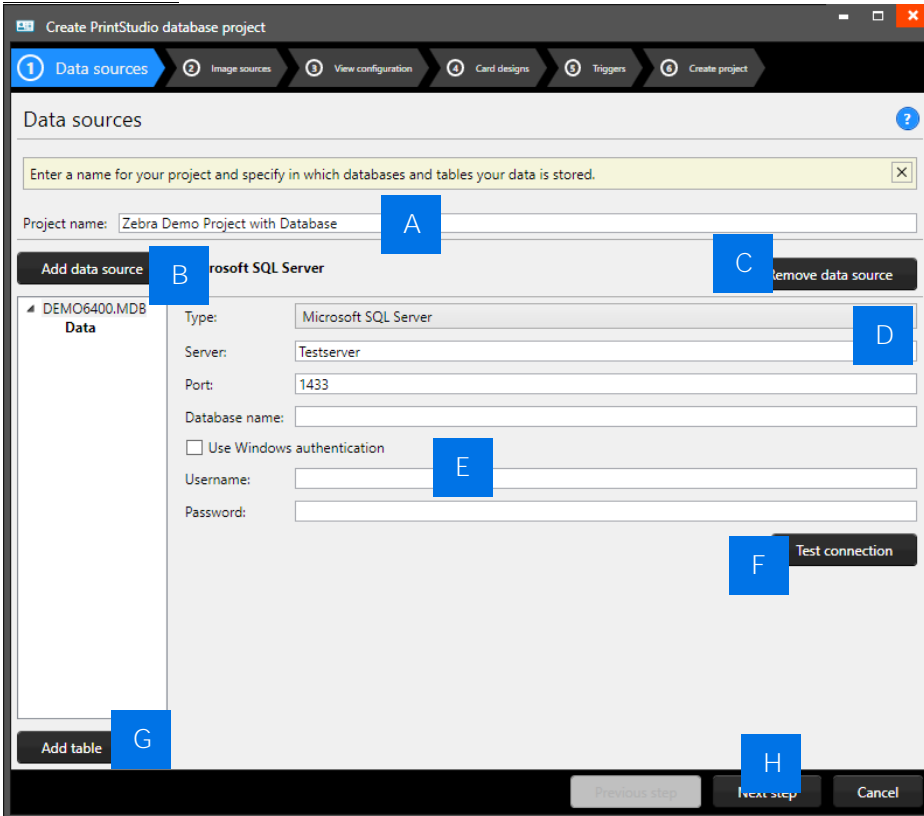 Create PrintStudio database project
1 Data sources 2 Image sources 3 View configuration 4 Card designs 5 Triggers 6 Create project
Data sources ?
Enter a name for your project and specify in which databases and tables your data is stored.
Project name: Zebra Demo Project with Database A
Add data source B rosoft SQL Server C emove data source
DEMO6400.MDB
Data
Type: Microsoft SQL Server D
Server: Testserver
Port: 1433
Database name:
Use Windows authentication E
Username:
Password:
F Test connection
Add table G
H
Previous step Next step Cancel